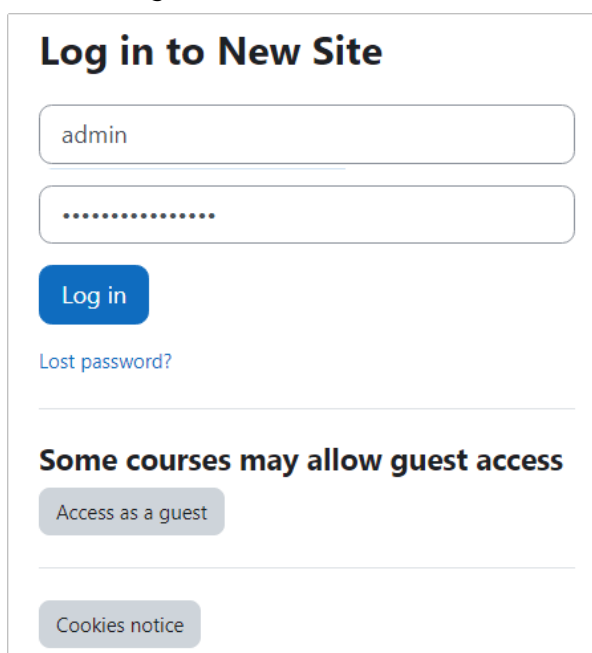 Log in to New Site
admin
••••••••••••••••
Log in
Lost password?
Some courses may allow guest access
Access as a guest
Cookies notice